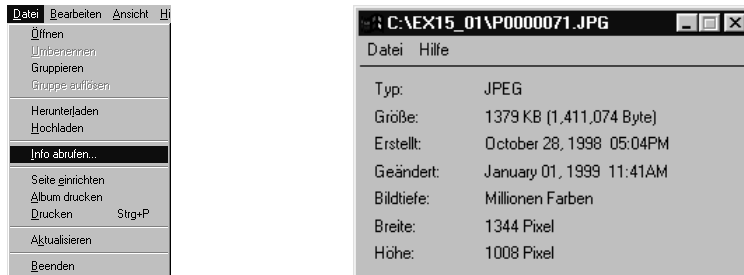 Datei Bearbeiten Ansicht Hi
Öffnen
Umbenennen
Gruppieren
Gruppe auflösen
Herunterladen
Hochladen
Info abrufen...
Seite einrichten
Album drucken
Drucken Strg+P
Aktualisieren
Beenden
C:\EX15_01\P0000071.JPG
Datei Hilfe
Typ: JPEG
Größe: 1379 KB (1,411,074 Byte)
Erstellt: October 28, 1998 05:04PM
Geändert: January 01, 1999 11:41AM
Bildtiefe: Millionen Farben
Breite: 1344 Pixel
Höhe: 1008 Pixel